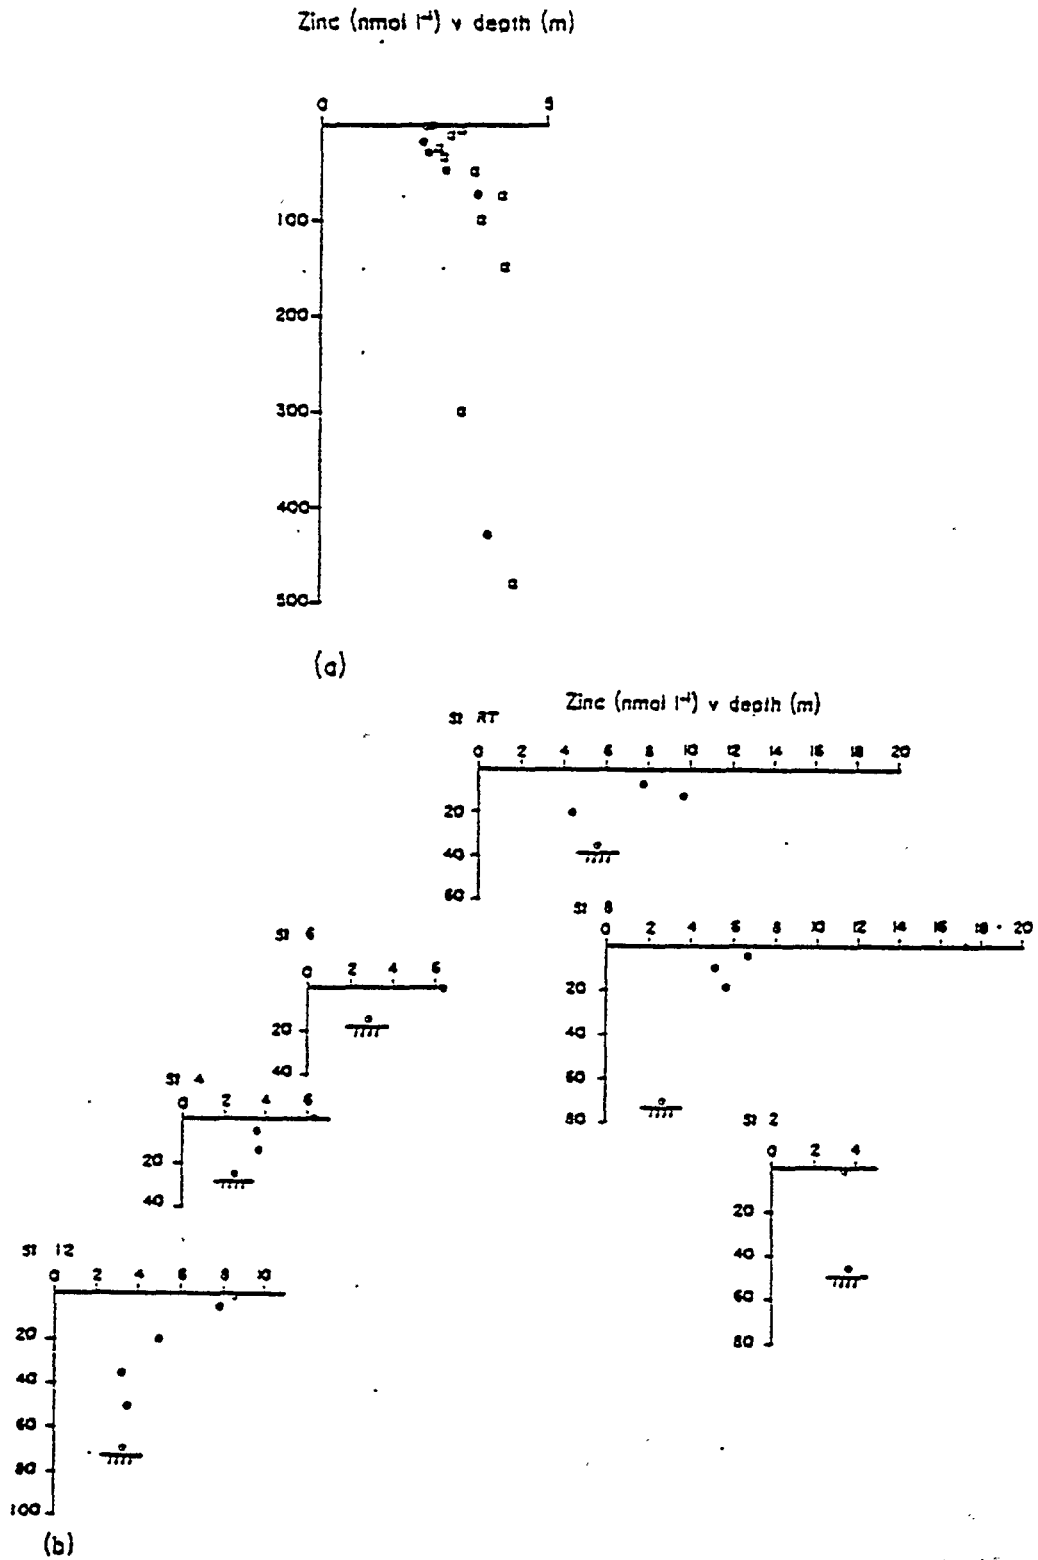 Zinc (nmol l⁻¹) v depth (m)
0 5
100
200
300
400
500
(a)
Zinc (nmol l⁻¹) v depth (m)
St RT
0 2 4 6 8 10 12 14 16 18 20
20
40
60
St 8
0 2 4 6 8 10 12 14 16 18 20
20
40
60
80
St 6
0 2 4 6
20
40
St 4
0 2 4 6
20
40
St 2
0 2 4
20
40
60
80
St 12
0 2 4 6 8 10
20
40
60
80
100
(b)